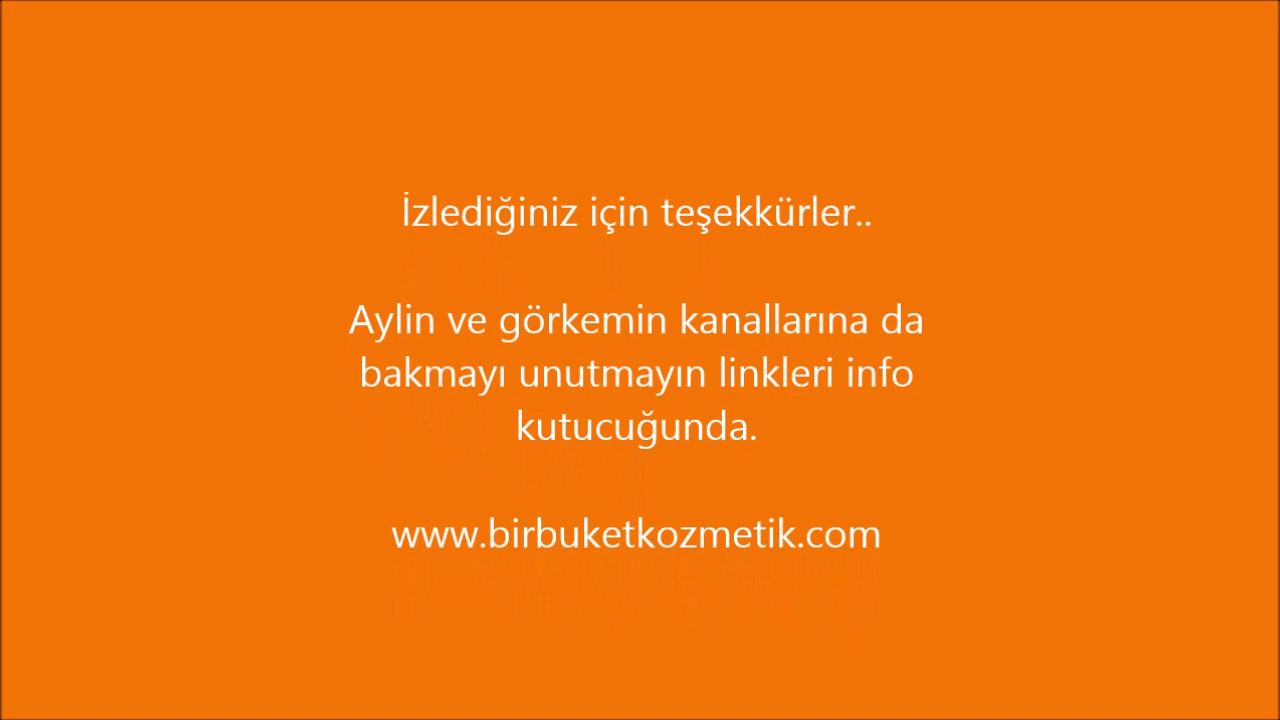 İzlediğiniz için teşekkürler..
Aylin ve görkemin kanallarına da
bakmayı unutmayın linkleri info
kutucuğunda.
www.birbuketkozmetik.com